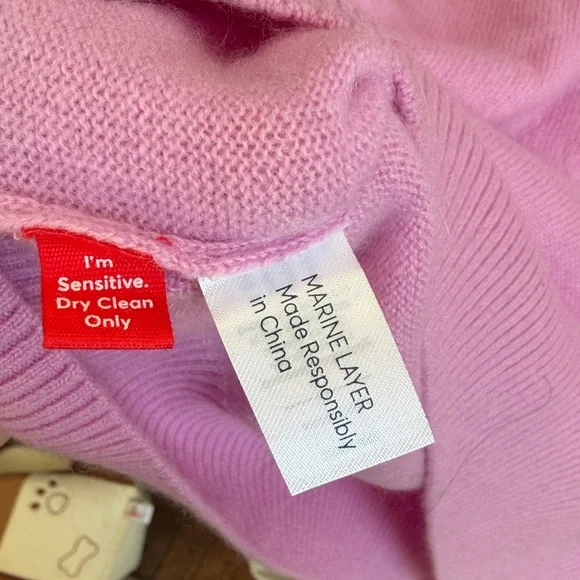 I'm
Sensitive.
Dry Clean
Only
MARINE LAYER
Made Responsibly
in China